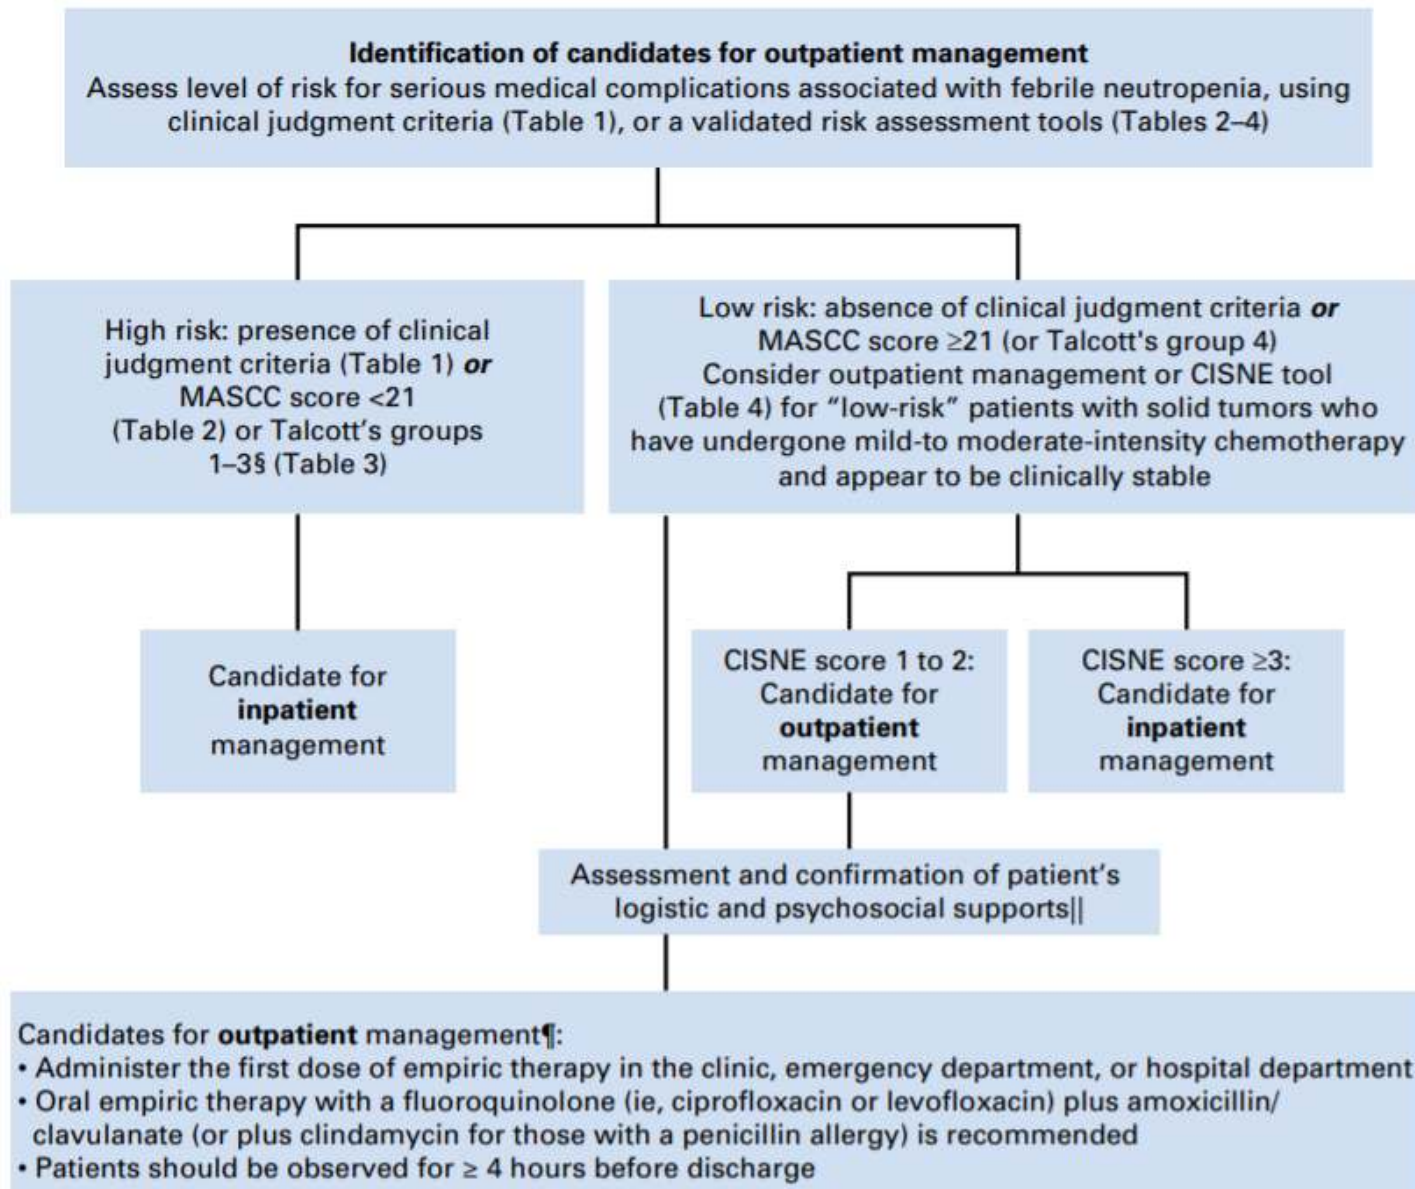 Identification of candidates for outpatient management
Assess level of risk for serious medical complications associated with febrile neutropenia, using
clinical judgment criteria (Table 1), or a validated risk assessment tools (Tables 2–4)
High risk: presence of clinical
judgment criteria (Table 1) or
MASCC score <21
(Table 2) or Talcott’s groups
1–3§ (Table 3)
Low risk: absence of clinical judgment criteria or
MASCC score ≥21 (or Talcott's group 4)
Consider outpatient management or CISNE tool
(Table 4) for “low-risk” patients with solid tumors who
have undergone mild-to moderate-intensity chemotherapy
and appear to be clinically stable
Candidate for
inpatient
management
CISNE score 1 to 2:
Candidate for
outpatient
management
CISNE score ≥3:
Candidate for
inpatient
management
Assessment and confirmation of patient’s
logistic and psychosocial supports||
Candidates for outpatient management¶:
• Administer the first dose of empiric therapy in the clinic, emergency department, or hospital department
• Oral empiric therapy with a fluoroquinolone (ie, ciprofloxacin or levofloxacin) plus amoxicillin/
clavulanate (or plus clindamycin for those with a penicillin allergy) is recommended
• Patients should be observed for ≥ 4 hours before discharge